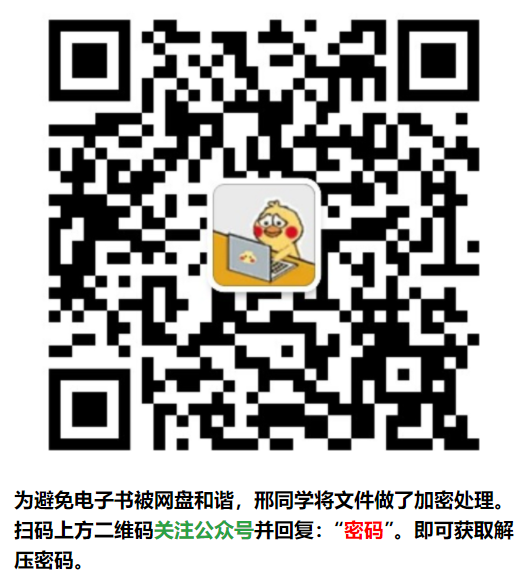 为避免电子书被网盘和谐，邢同学将文件做了加密处理。
扫码上方二维码关注公众号并回复：“密码”。即可获取解
压密码。